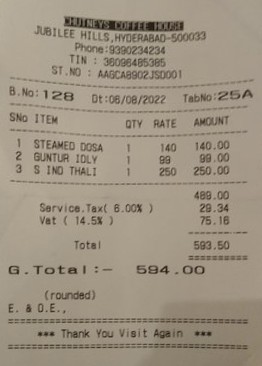 CHUTNEYS COFFEE HOUSE
JUBILEE HILLS,HYDERABAD-500033
Phone:9390234234
TIN : 36096485385
ST.NO : AAGCA8902JSD001
B.No:128 Dt:06/08/2022 TabNo:25A
SNo ITEM QTY RATE AMOUNT
1 STEAMED DOSA 1 140 140.00
2 GUNTUR IDLY 1 99 99.00
3 S IND THALI 1 250 250.00
489.00
Service.Tax( 6.00% ) 29.34
Vat ( 14.5% ) 75.16
Total 593.50
G.Total:- 594.00
(rounded)
E. & O.E.,
*** Thank You Visit Again ***